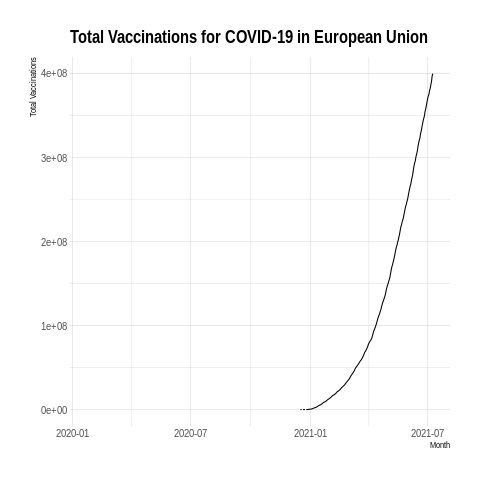 Total Vaccinations for COVID-19 in European Union
Total Vaccinations
4e+08
3e+08
2e+08
1e+08
0e+00
2020-01
2020-07
2021-01
2021-07
Month